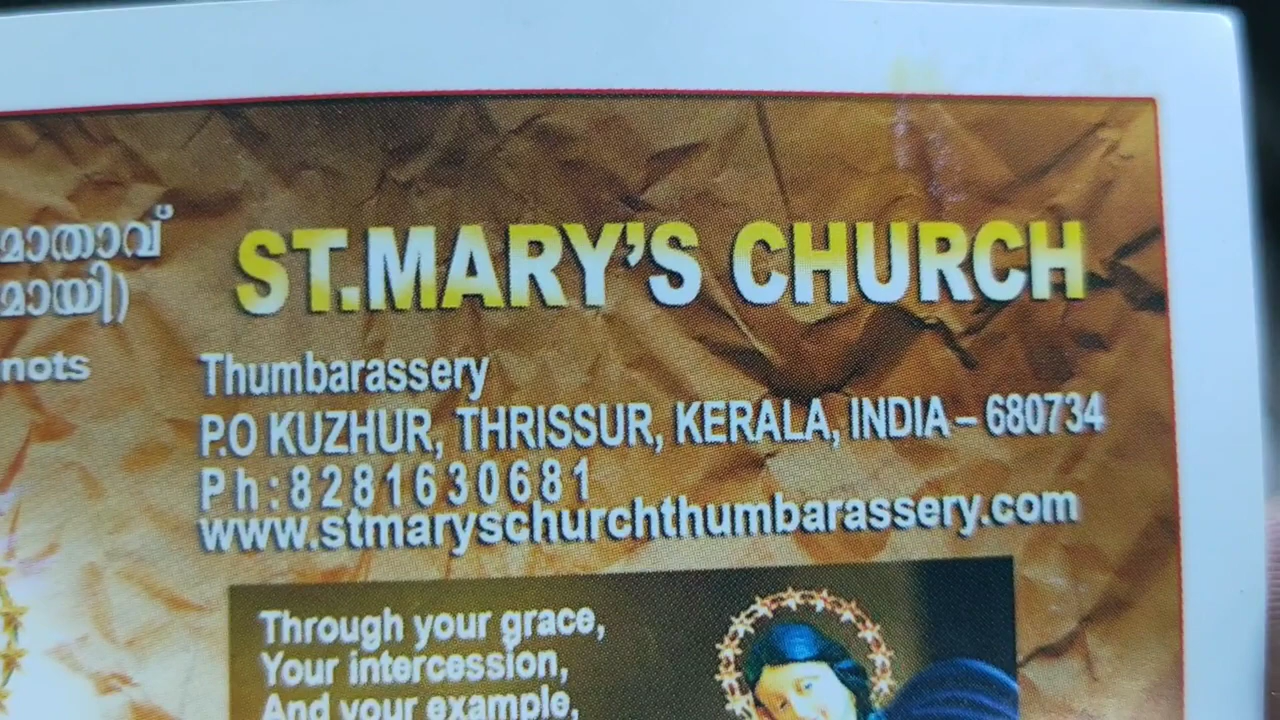 മാതാവ്
മായി)
nots
ST.MARY'S CHURCH
Thumbarassery
P.O KUZHUR, THRISSUR, KERALA, INDIA – 680734
Ph:8281630681
www.stmaryschurchthumbarassery.com
Through your grace,
Your intercession,
And your example,